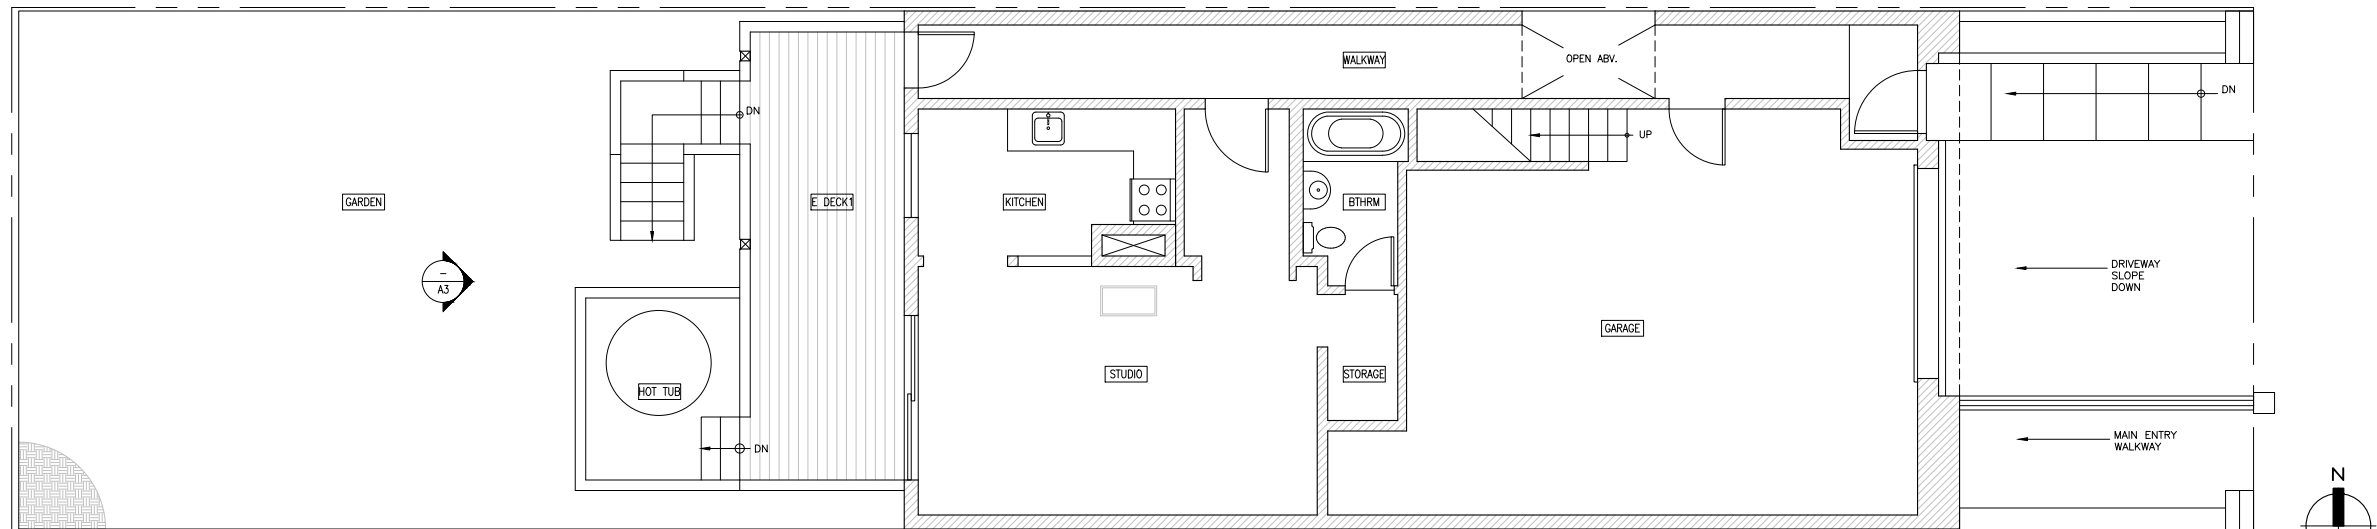 WALKWAY
OPEN ABV.
DN
DN
UP
GARDEN
E DECK1
KITCHEN
BTHRM
DRIVEWAY
SLOPE
DOWN
–
A3
GARAGE
STUDIO
STORAGE
HOT TUB
DN
MAIN ENTRY
WALKWAY
N